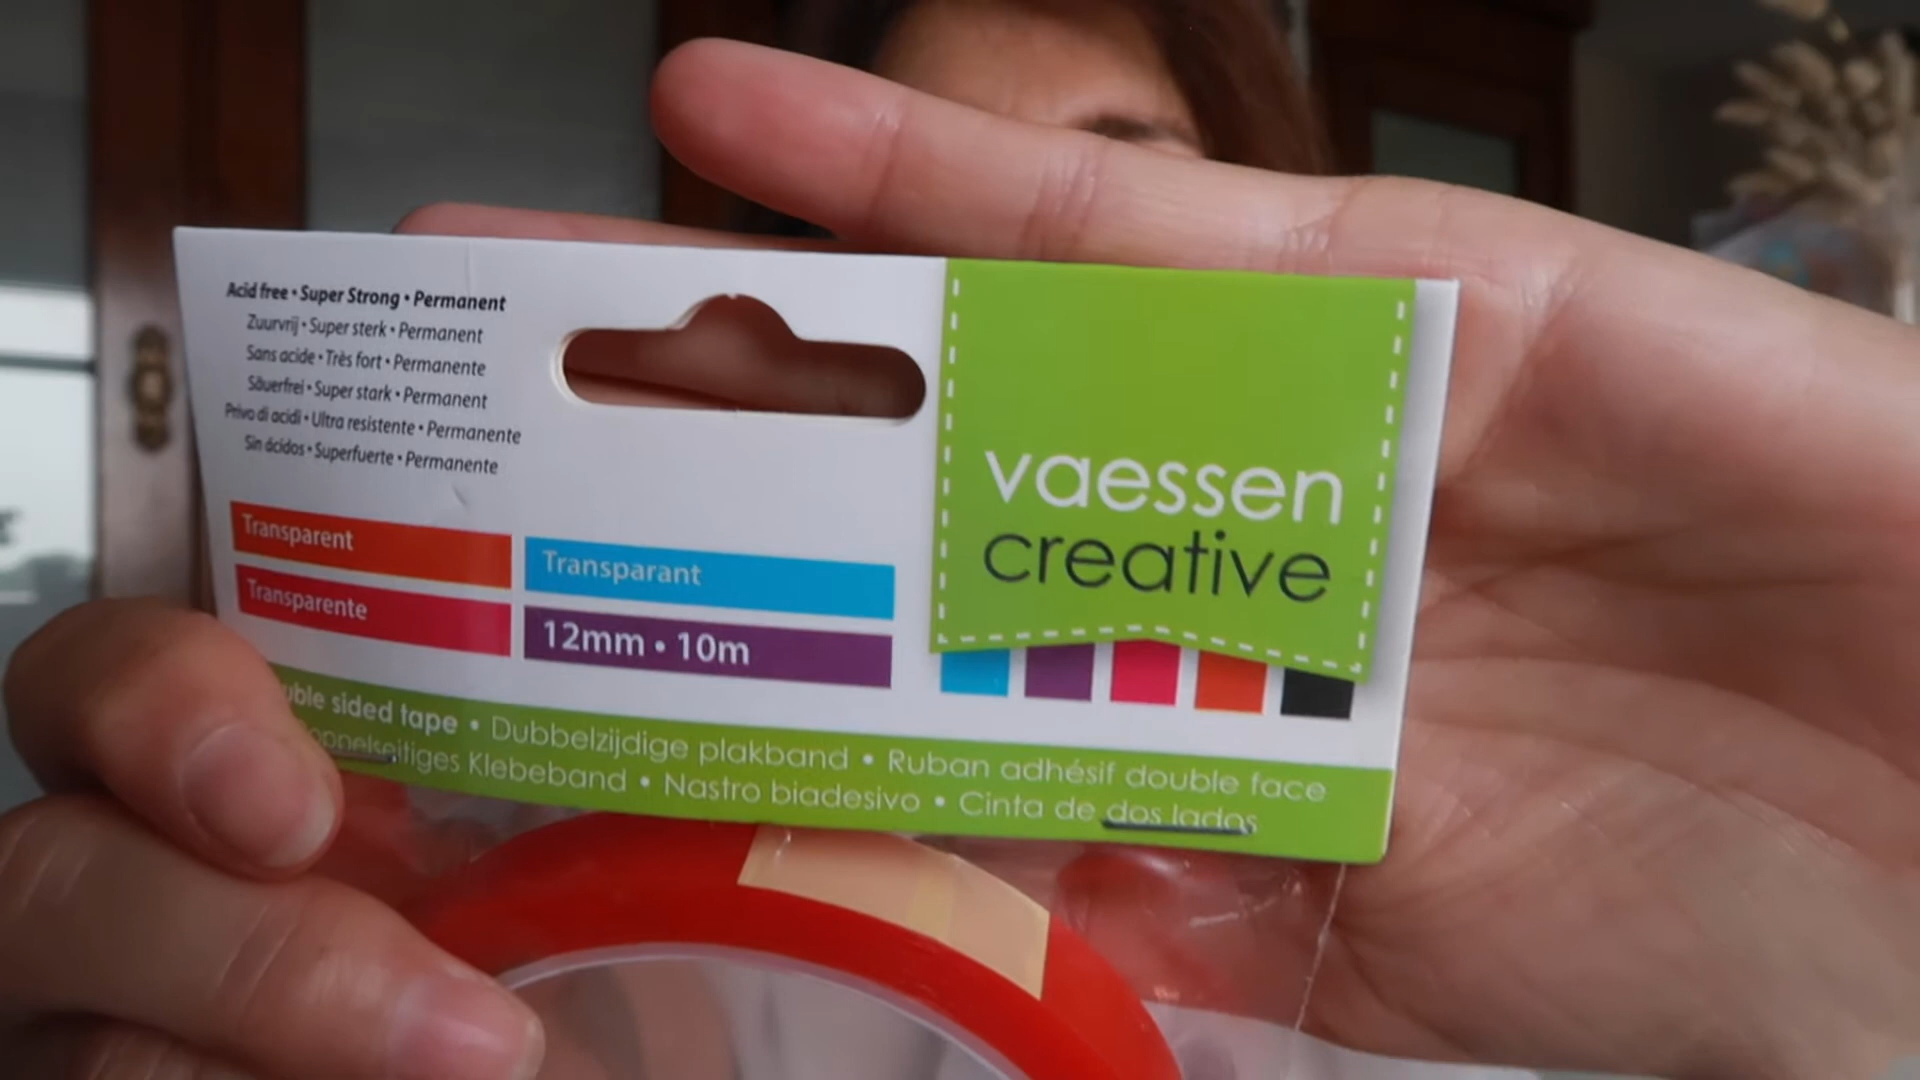 Acid free • Super Strong • Permanent
Zuurvrij • Super sterk • Permanent
Sans acide • Très fort • Permanente
Säuerfrei • Super stark • Permanent
Privo di acidi • Ultra resistente • Permanente
Sin ácidos • Superfuerte • Permanente
Transparent
Transparant
Transparente
12mm • 10m
vaessen
creative
sided tape • Dubbelzijdige plakband • Ruban adhésif double face
Klebeband • Nastro biadesivo • Cinta de dos lados